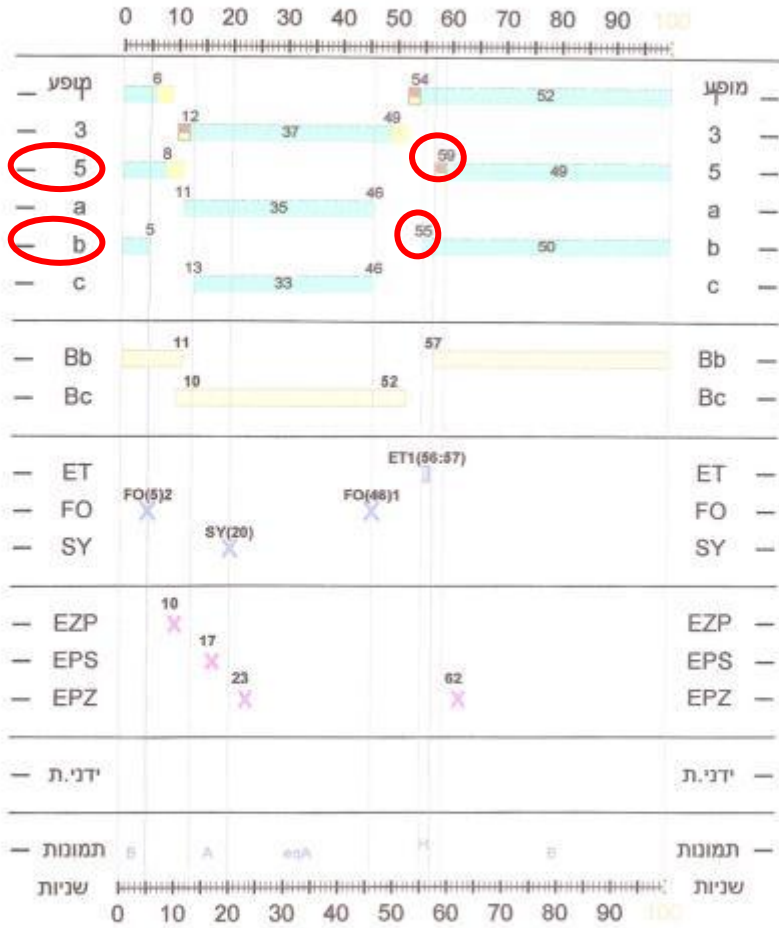 0 10 20 30 40 50 60 70 80 90 100
מופע מופע
6 54
1 52 1
12 49
3 37 3
8 59
5 49 5
11 46
a 35 a
5 55
b 50 b
13 46
c 33 c
11 57
Bb Bb
10 52
Bc Bc
ET1(56:57)
ET ET
FO(5)2 FO(46)1
FO FO
SY(20)
SY SY
10
EZP EZP
17
EPS EPS
23 62
EPZ EPZ
ידני.ת ידני.ת
תמונות B A eqA H B תמונות
שניות שניות
0 10 20 30 40 50 60 70 80 90 100